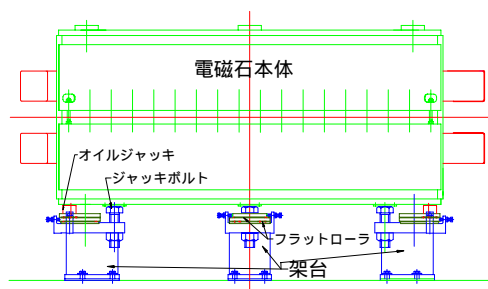 電磁石本体
オイルジャッキ
ジャッキボルト
フラットローラ
架台